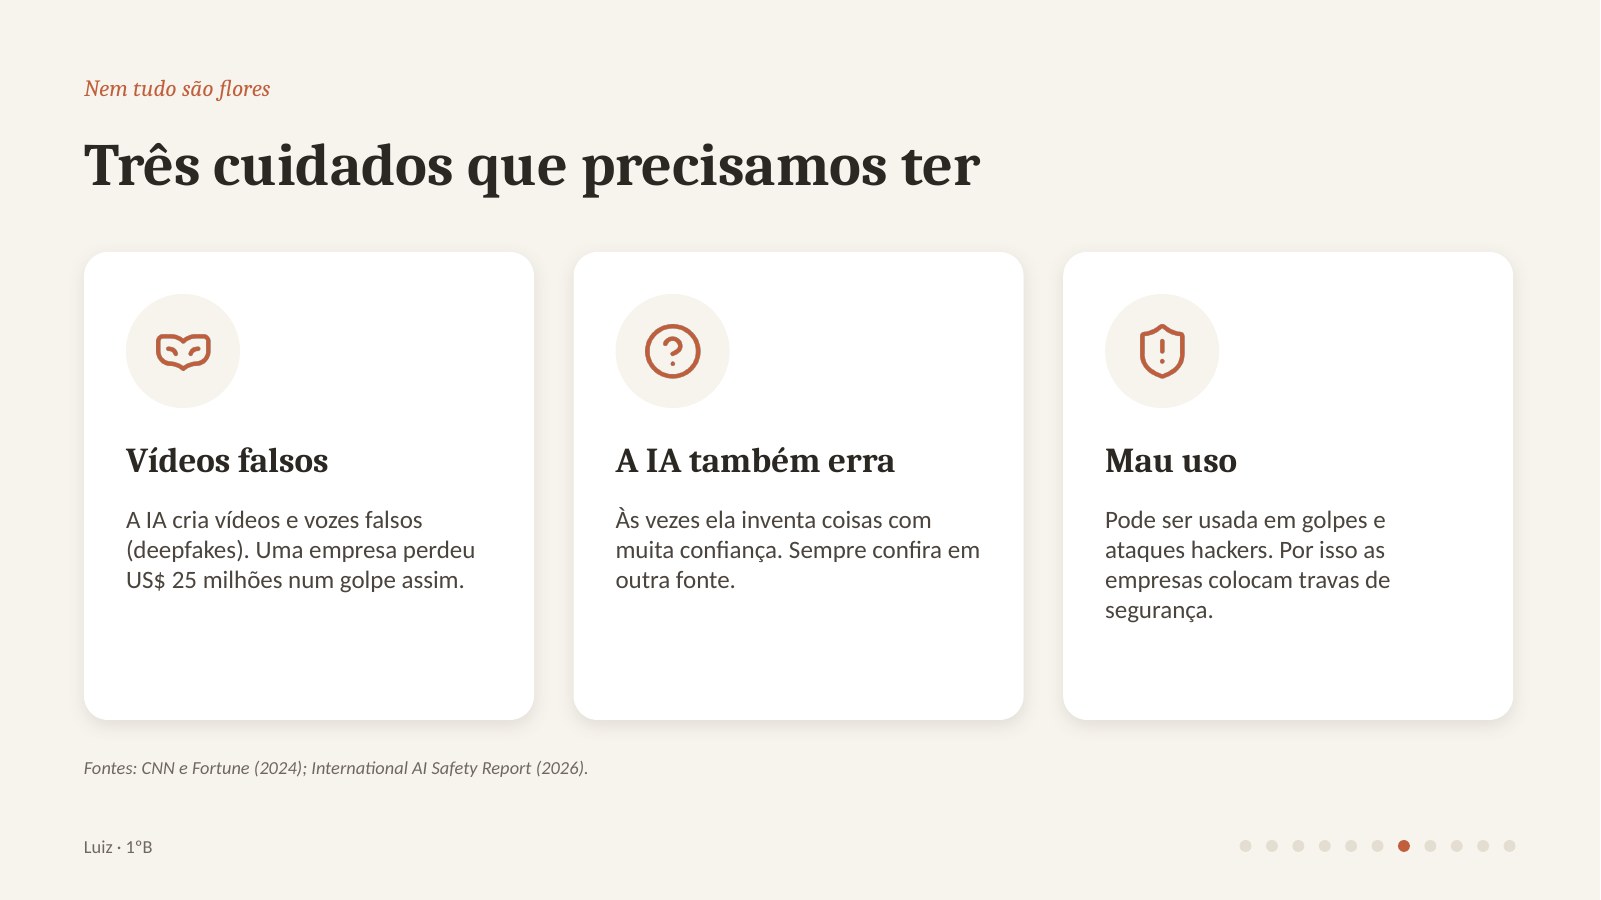 Nem tudo são flores
Três cuidados que precisamos ter
Vídeos falsos
A IA cria vídeos e vozes falsos
(deepfakes). Uma empresa perdeu
US$ 25 milhões num golpe assim.
A IA também erra
Às vezes ela inventa coisas com
muita confiança. Sempre confira em
outra fonte.
Mau uso
Pode ser usada em golpes e
ataques hackers. Por isso as
empresas colocam travas de
segurança.
Fontes: CNN e Fortune (2024); International AI Safety Report (2026).
Luiz · 1ºB